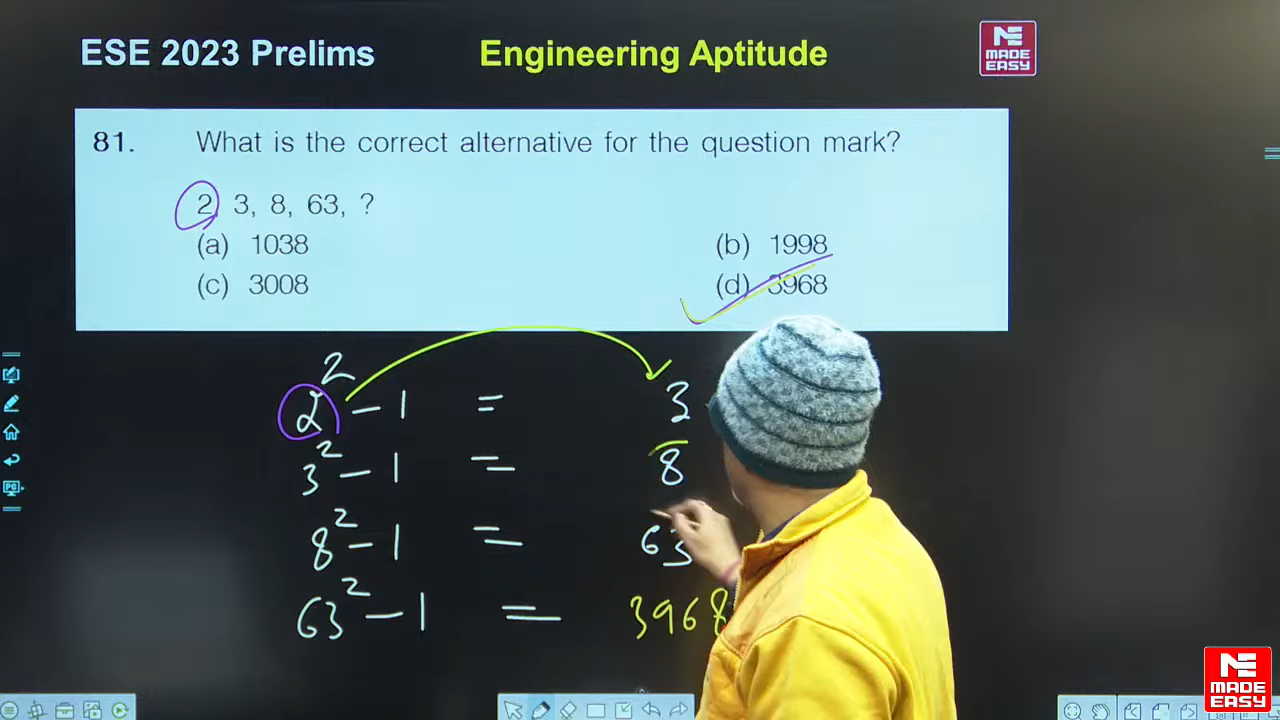 ESE 2023 Prelims Engineering Aptitude
MADE EASY
81. What is the correct alternative for the question mark?
2, 3, 8, 63, ?
(a) 1038 (b) 1998
(c) 3008 (d) 3968
2² - 1 = 3
3² - 1 = 8
8² - 1 = 63
63² - 1 = 3968
MADE EASY